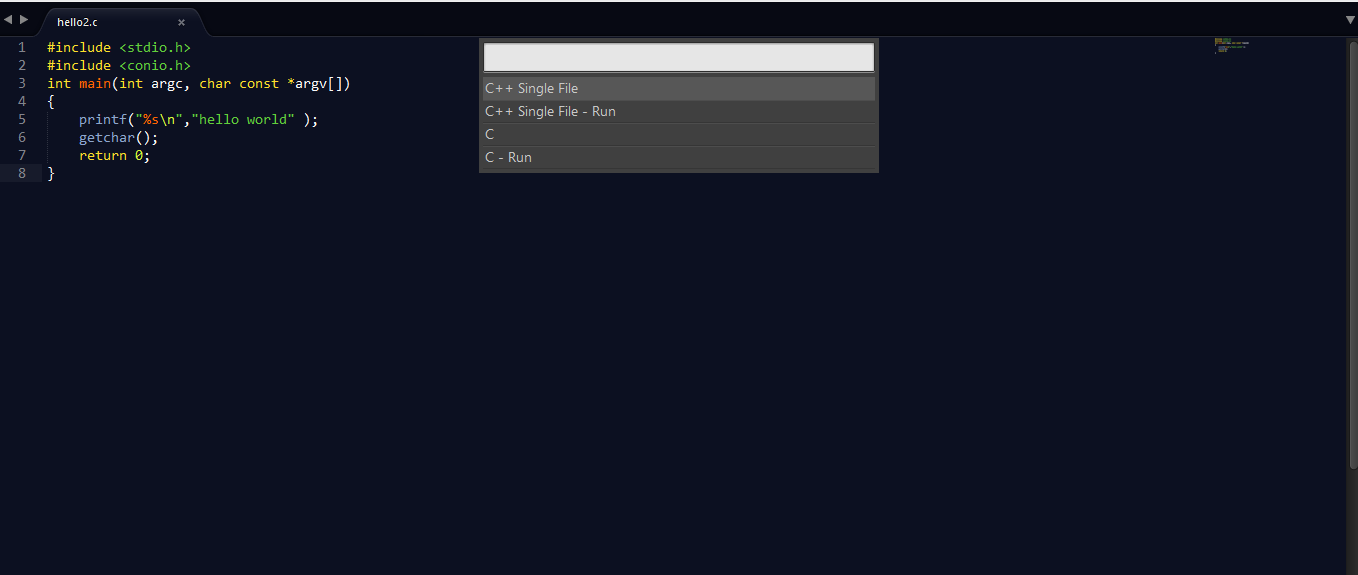 hello2.c
1 #include <stdio.h>
2 #include <conio.h>
3 int main(int argc, char const *argv[])
4 {
5     printf("%s\n","hello world" );
6     getchar();
7     return 0;
8 }
C++ Single File
C++ Single File - Run
C
C - Run